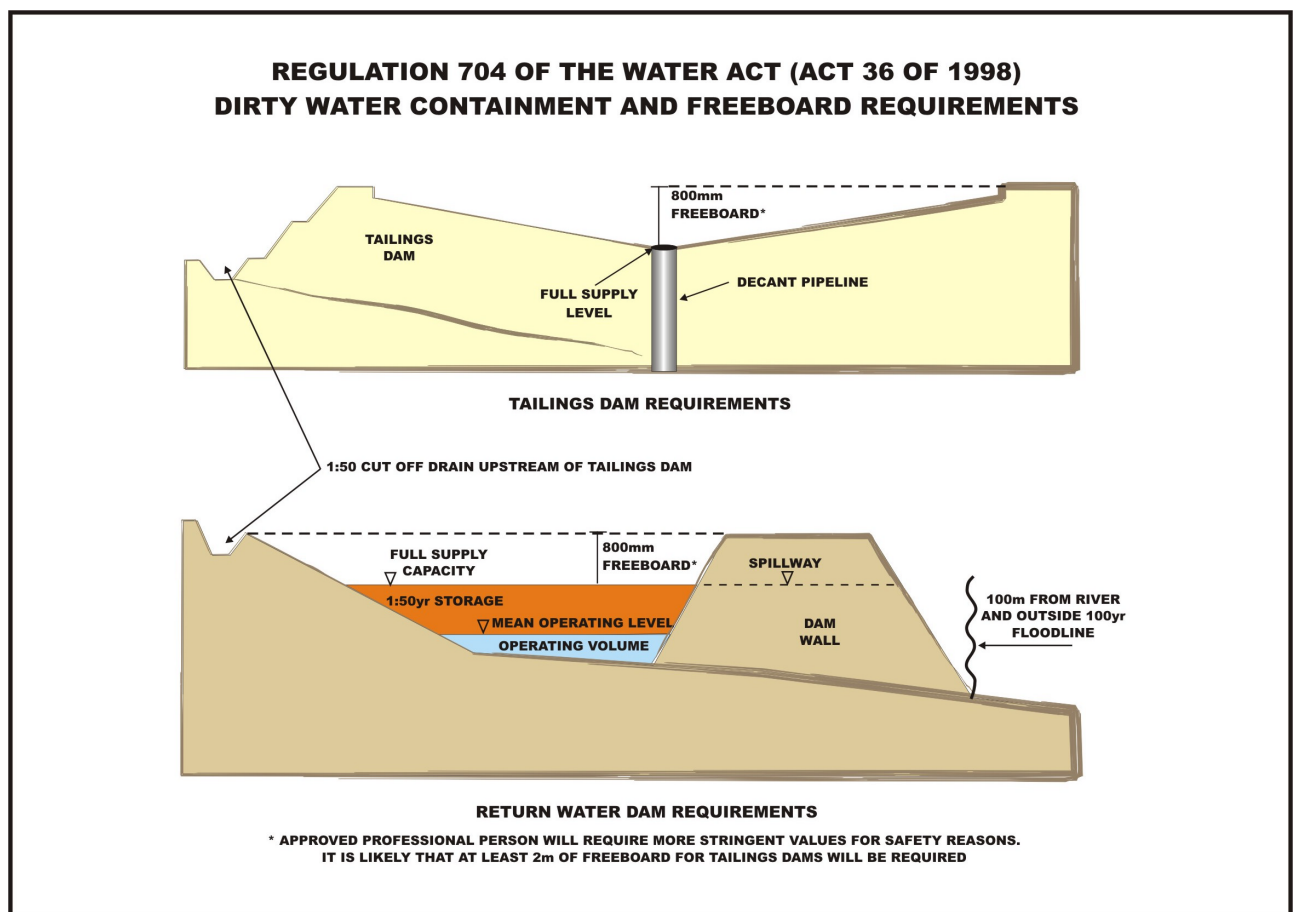 REGULATION 704 OF THE WATER ACT (ACT 36 OF 1998)
DIRTY WATER CONTAINMENT AND FREEBOARD REQUIREMENTS
800mm
FREEBOARD*
TAILINGS
DAM
FULL SUPPLY
LEVEL
DECANT PIPELINE
TAILINGS DAM REQUIREMENTS
1:50 CUT OFF DRAIN UPSTREAM OF TAILINGS DAM
FULL SUPPLY
CAPACITY
800mm
FREEBOARD*
SPILLWAY
1:50yr STORAGE
MEAN OPERATING LEVEL
OPERATING VOLUME
DAM
WALL
100m FROM RIVER
AND OUTSIDE 100yr
FLOODLINE
RETURN WATER DAM REQUIREMENTS
* APPROVED PROFESSIONAL PERSON WILL REQUIRE MORE STRINGENT VALUES FOR SAFETY REASONS.
IT IS LIKELY THAT AT LEAST 2m OF FREEBOARD FOR TAILINGS DAMS WILL BE REQUIRED